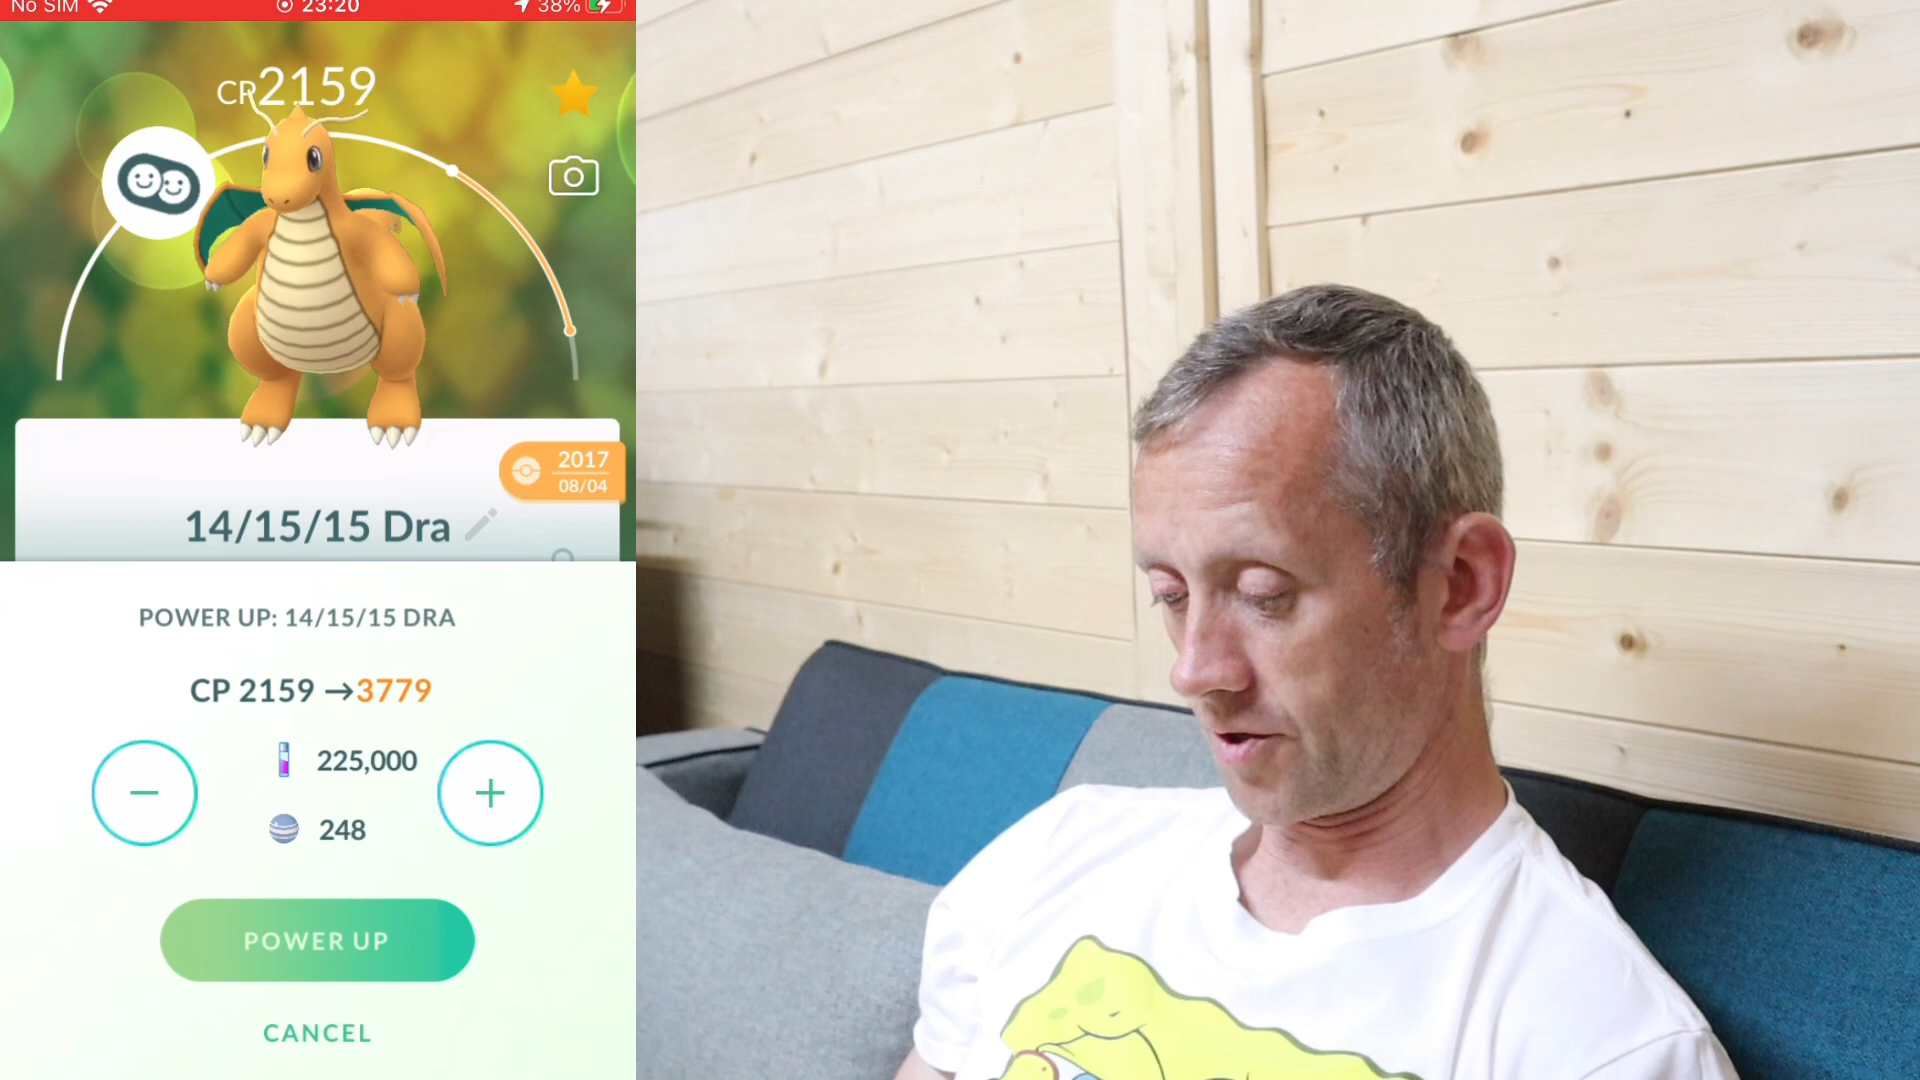 No SIM 23:20 38%
CP2159
2017
08/04
14/15/15 Dra
POWER UP: 14/15/15 DRA
CP 2159 →3779
225,000
248
POWER UP
CANCEL